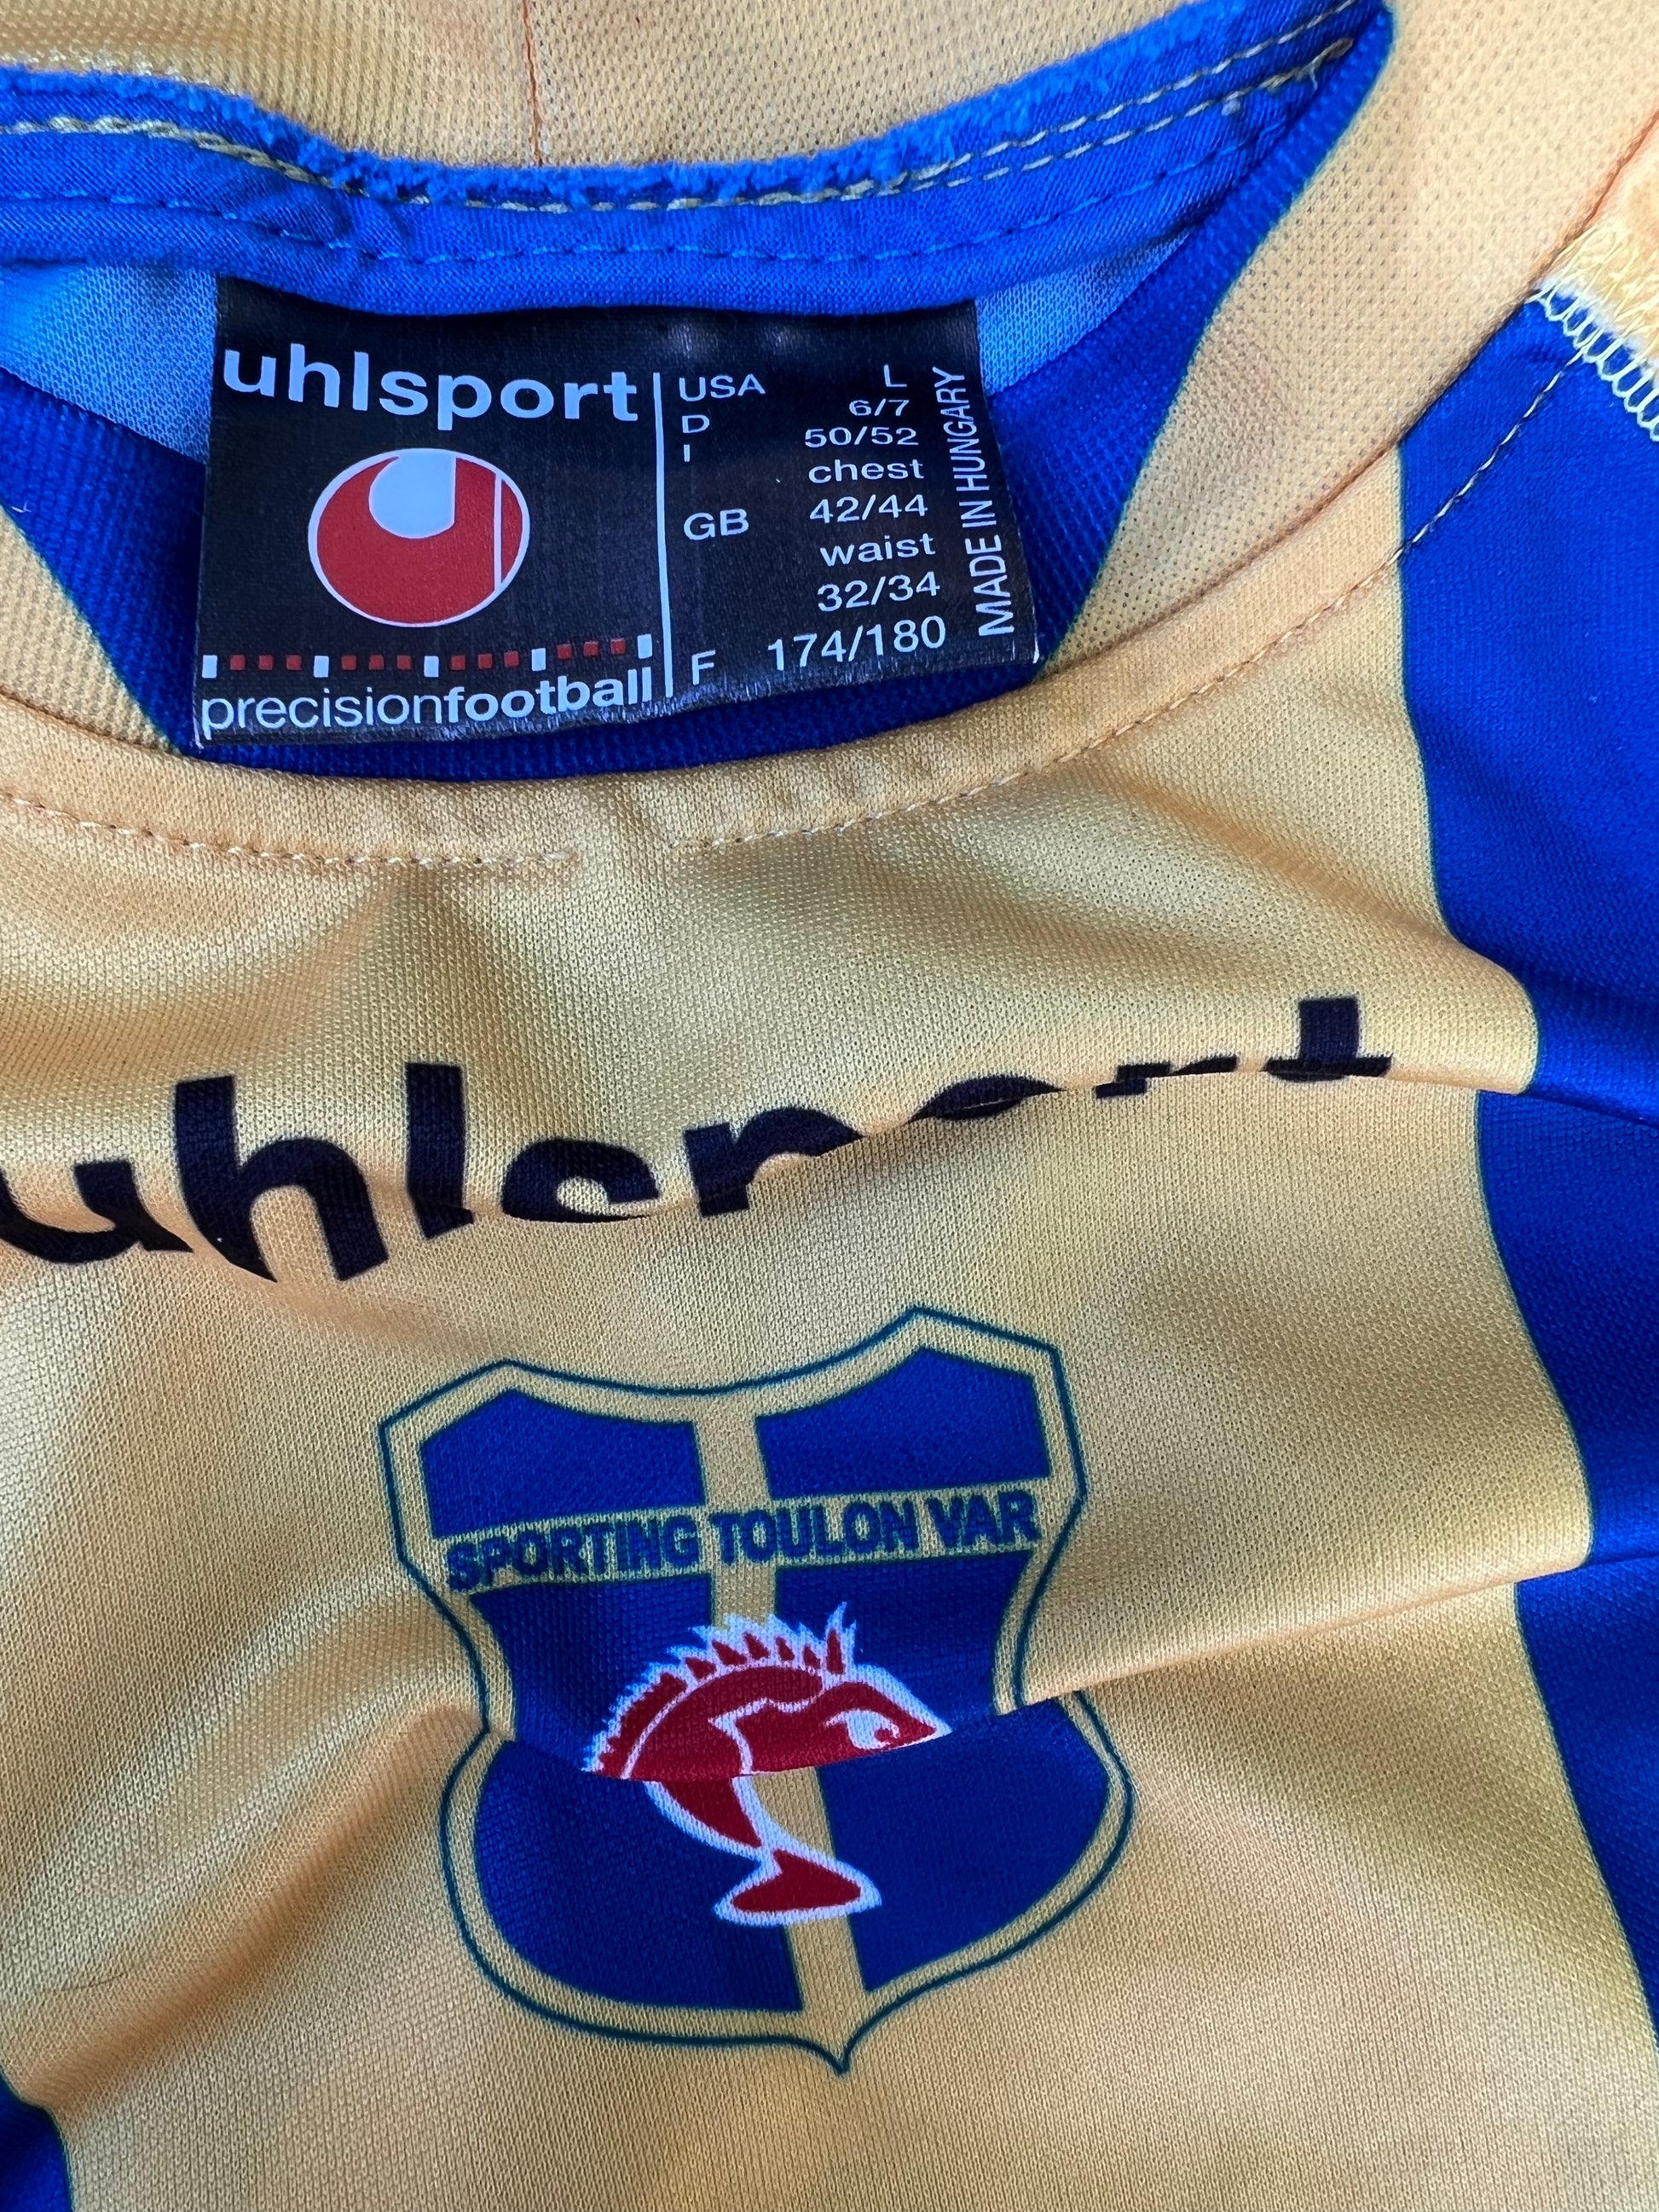 uhlsport
precisionfootball
USA L
D 6/7
I 50/52
chest
GB 42/44
waist
32/34
F 174/180
MADE IN HUNGARY
uhlsport
SPORTING TOULON VAR